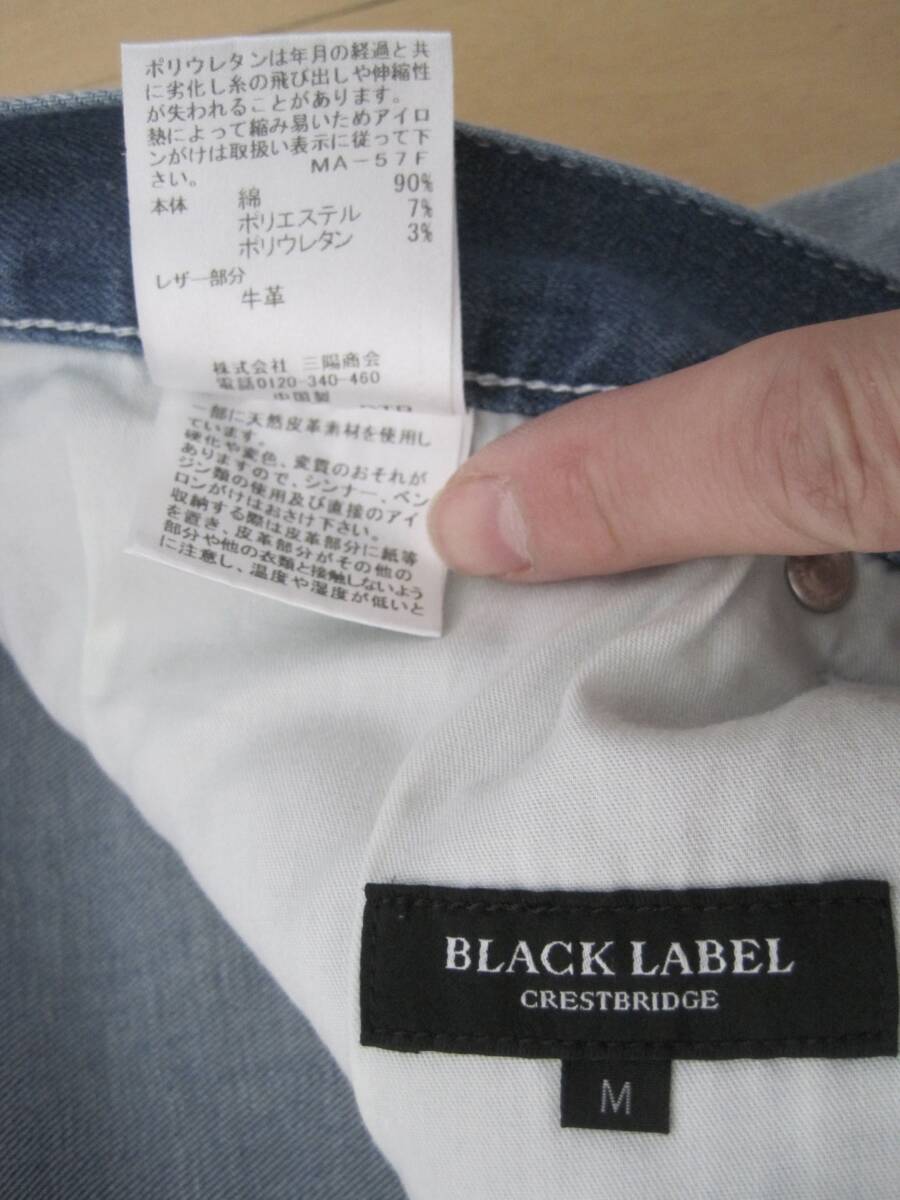 ポリウレタンは年月の経過と共
に劣化し糸の飛び出しや伸縮性
が失われることがあります。
熱によって縮み易いためアイロ
ンがけは取扱い表示に従って下
さい。 MA-57F
本体 綿 90%
ポリエステル 7%
ポリウレタン 3%
レザー部分
牛革
株式会社 三陽商会
電話0120-340-460
中国製
一部に天然皮革素材を使用し
ています。
硬化や変色、変質のおそれが
ありますので、シンナー、ベン
ジン類の使用及び直接のアイ
ロンがけはおさけ下さい。
収納する際は皮革部分に紙等
を置き、皮革部分がその他の
部分や他の衣類と接触しないよう
に注意し、温度や湿度が低いと
BLACK LABEL
CRESTBRIDGE
M